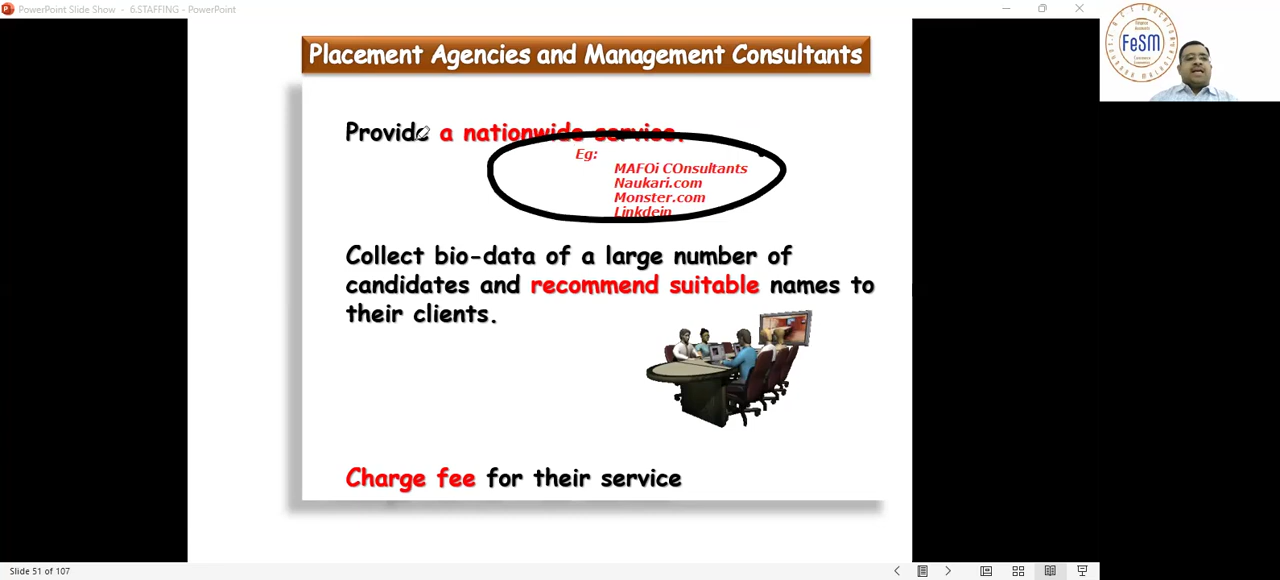 PowerPoint Slide Show - 6.STAFFING - PowerPoint
FeSM
Placement Agencies and Management Consultants
Provide a nationwide service.
Eg:
MAFOi COnsultants
Naukari.com
Monster.com
Linkdein
Collect bio-data of a large number of
candidates and recommend suitable names to
their clients.
Charge fee for their service
Slide 51 of 107